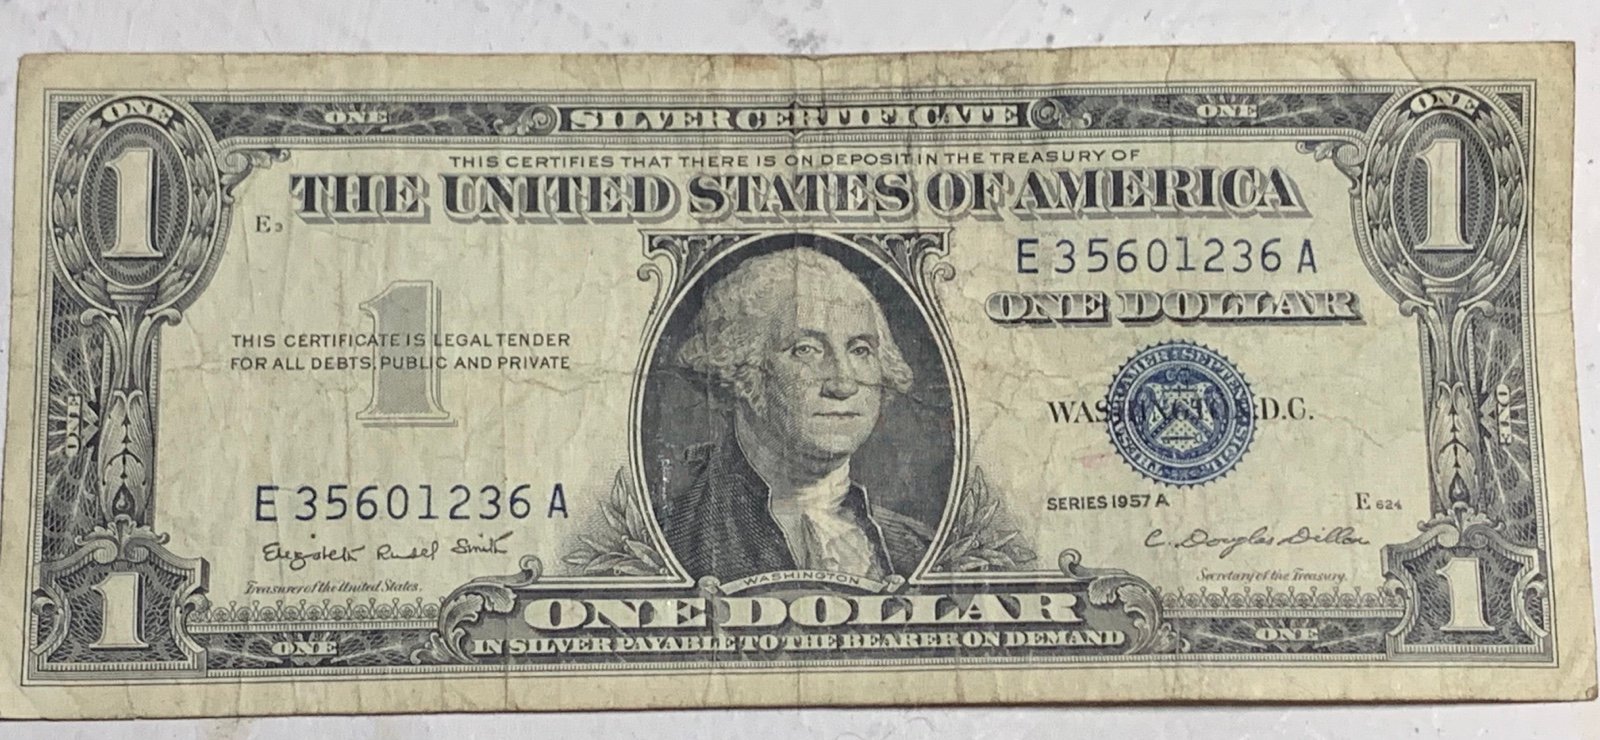 ONE ONE SILVER CERTIFICATE ONE ONE
1 1
THIS CERTIFIES THAT THERE IS ON DEPOSIT IN THE TREASURY OF
THE UNITED STATES OF AMERICA
E
E 35601236 A
ONE DOLLAR
1
THIS CERTIFICATE IS LEGAL TENDER
FOR ALL DEBTS, PUBLIC AND PRIVATE
ONE ONE
WASHINGTON, D.C.
E 35601236 A
SERIES 1957 A E 624
Elizabeth Rudel Smith
C. Douglas Dillon
Treasurer of the United States.
Secretary of the Treasury.
WASHINGTON
1 ONE DOLLAR 1
ONE IN SILVER PAYABLE TO THE BEARER ON DEMAND ONE